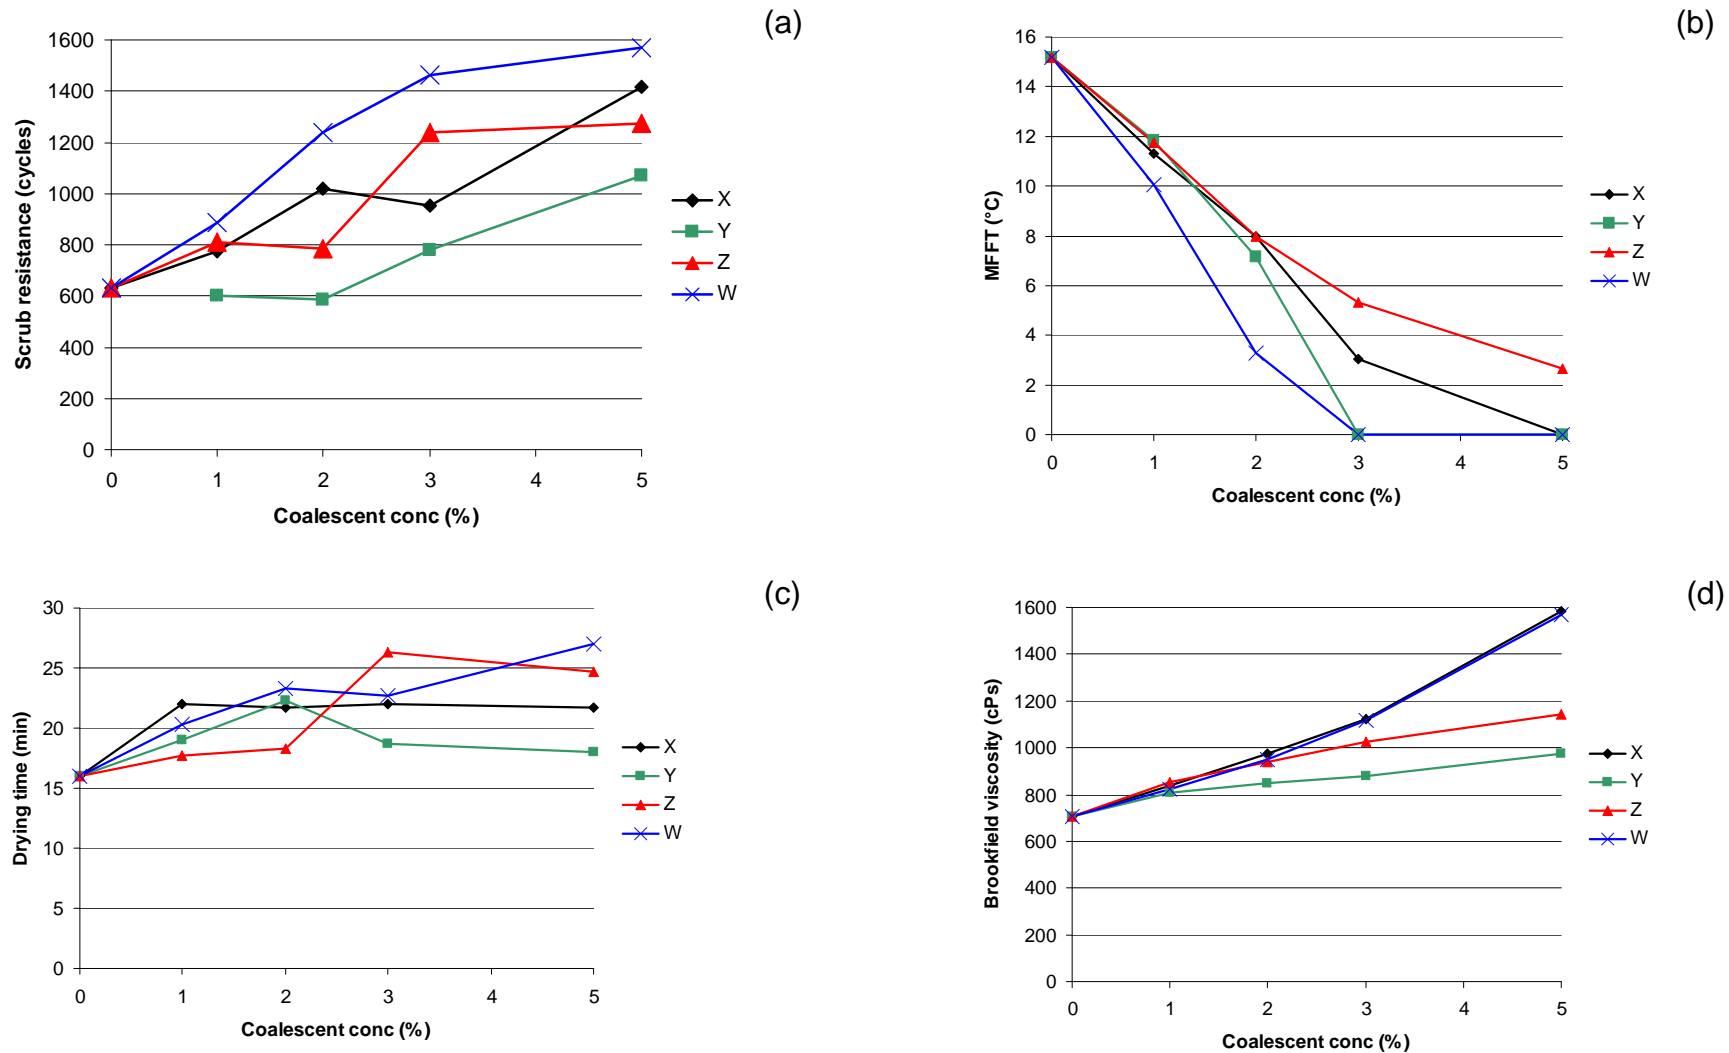 (a)
1600
1400
1200
1000
800
600
400
200
0
Scrub resistance (cycles)
0 1 2 3 4 5
Coalescent conc (%)
X
Y
Z
W
(b)
16
14
12
10
8
6
4
2
0
MFFT (°C)
0 1 2 3 4 5
Coalescent conc (%)
X
Y
Z
W
(c)
30
25
20
15
10
5
0
Drying time (min)
0 1 2 3 4 5
Coalescent conc (%)
X
Y
Z
W
(d)
1600
1400
1200
1000
800
600
400
200
0
Brookfield viscosity (cPs)
0 1 2 3 4 5
Coalescent conc (%)
X
Y
Z
W